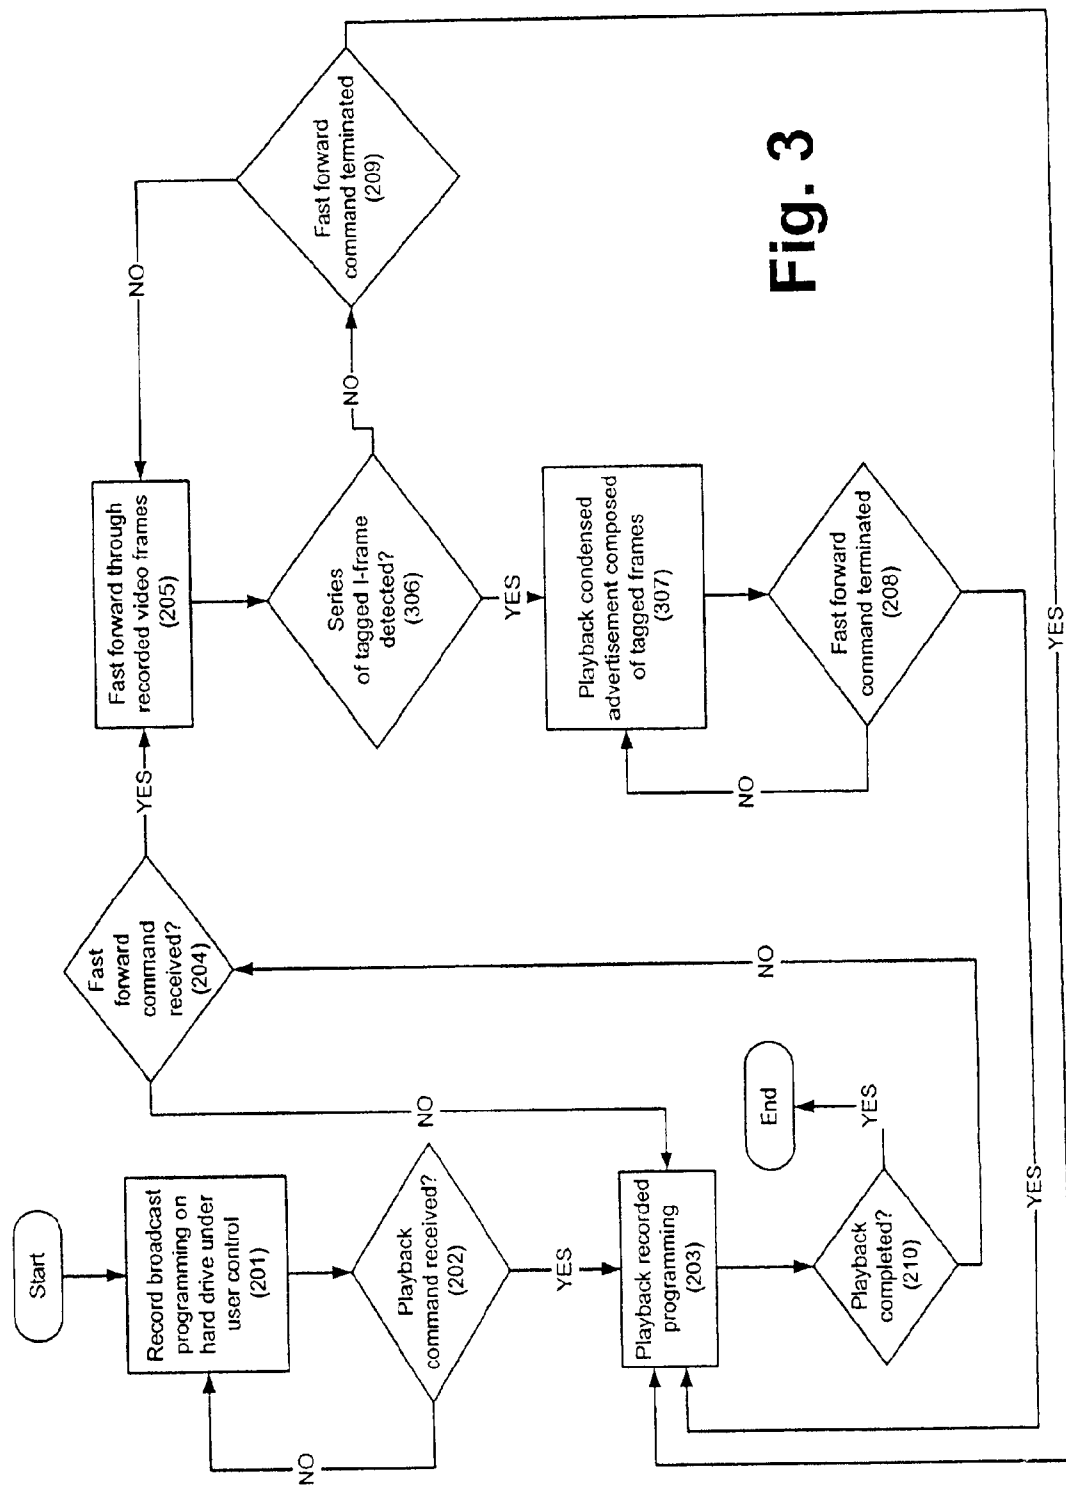 Start
Record broadcast
programming on
hard drive under
user control
(201)
NO
Playback
command received?
(202)
YES
Playback recorded
programming
(203)
Playback
completed?
(210)
YES
End
NO
Fast
forward
command
received?
(204)
NO
YES
Fast forward through
recorded video frames
(205)
Series
of tagged I-frame
detected?
(306)
NO
YES
Fast forward
command terminated
(209)
NO
YES
Playback condensed
advertisement composed
of tagged frames
(307)
Fast forward
command terminated
(208)
NO
YES
Fig. 3